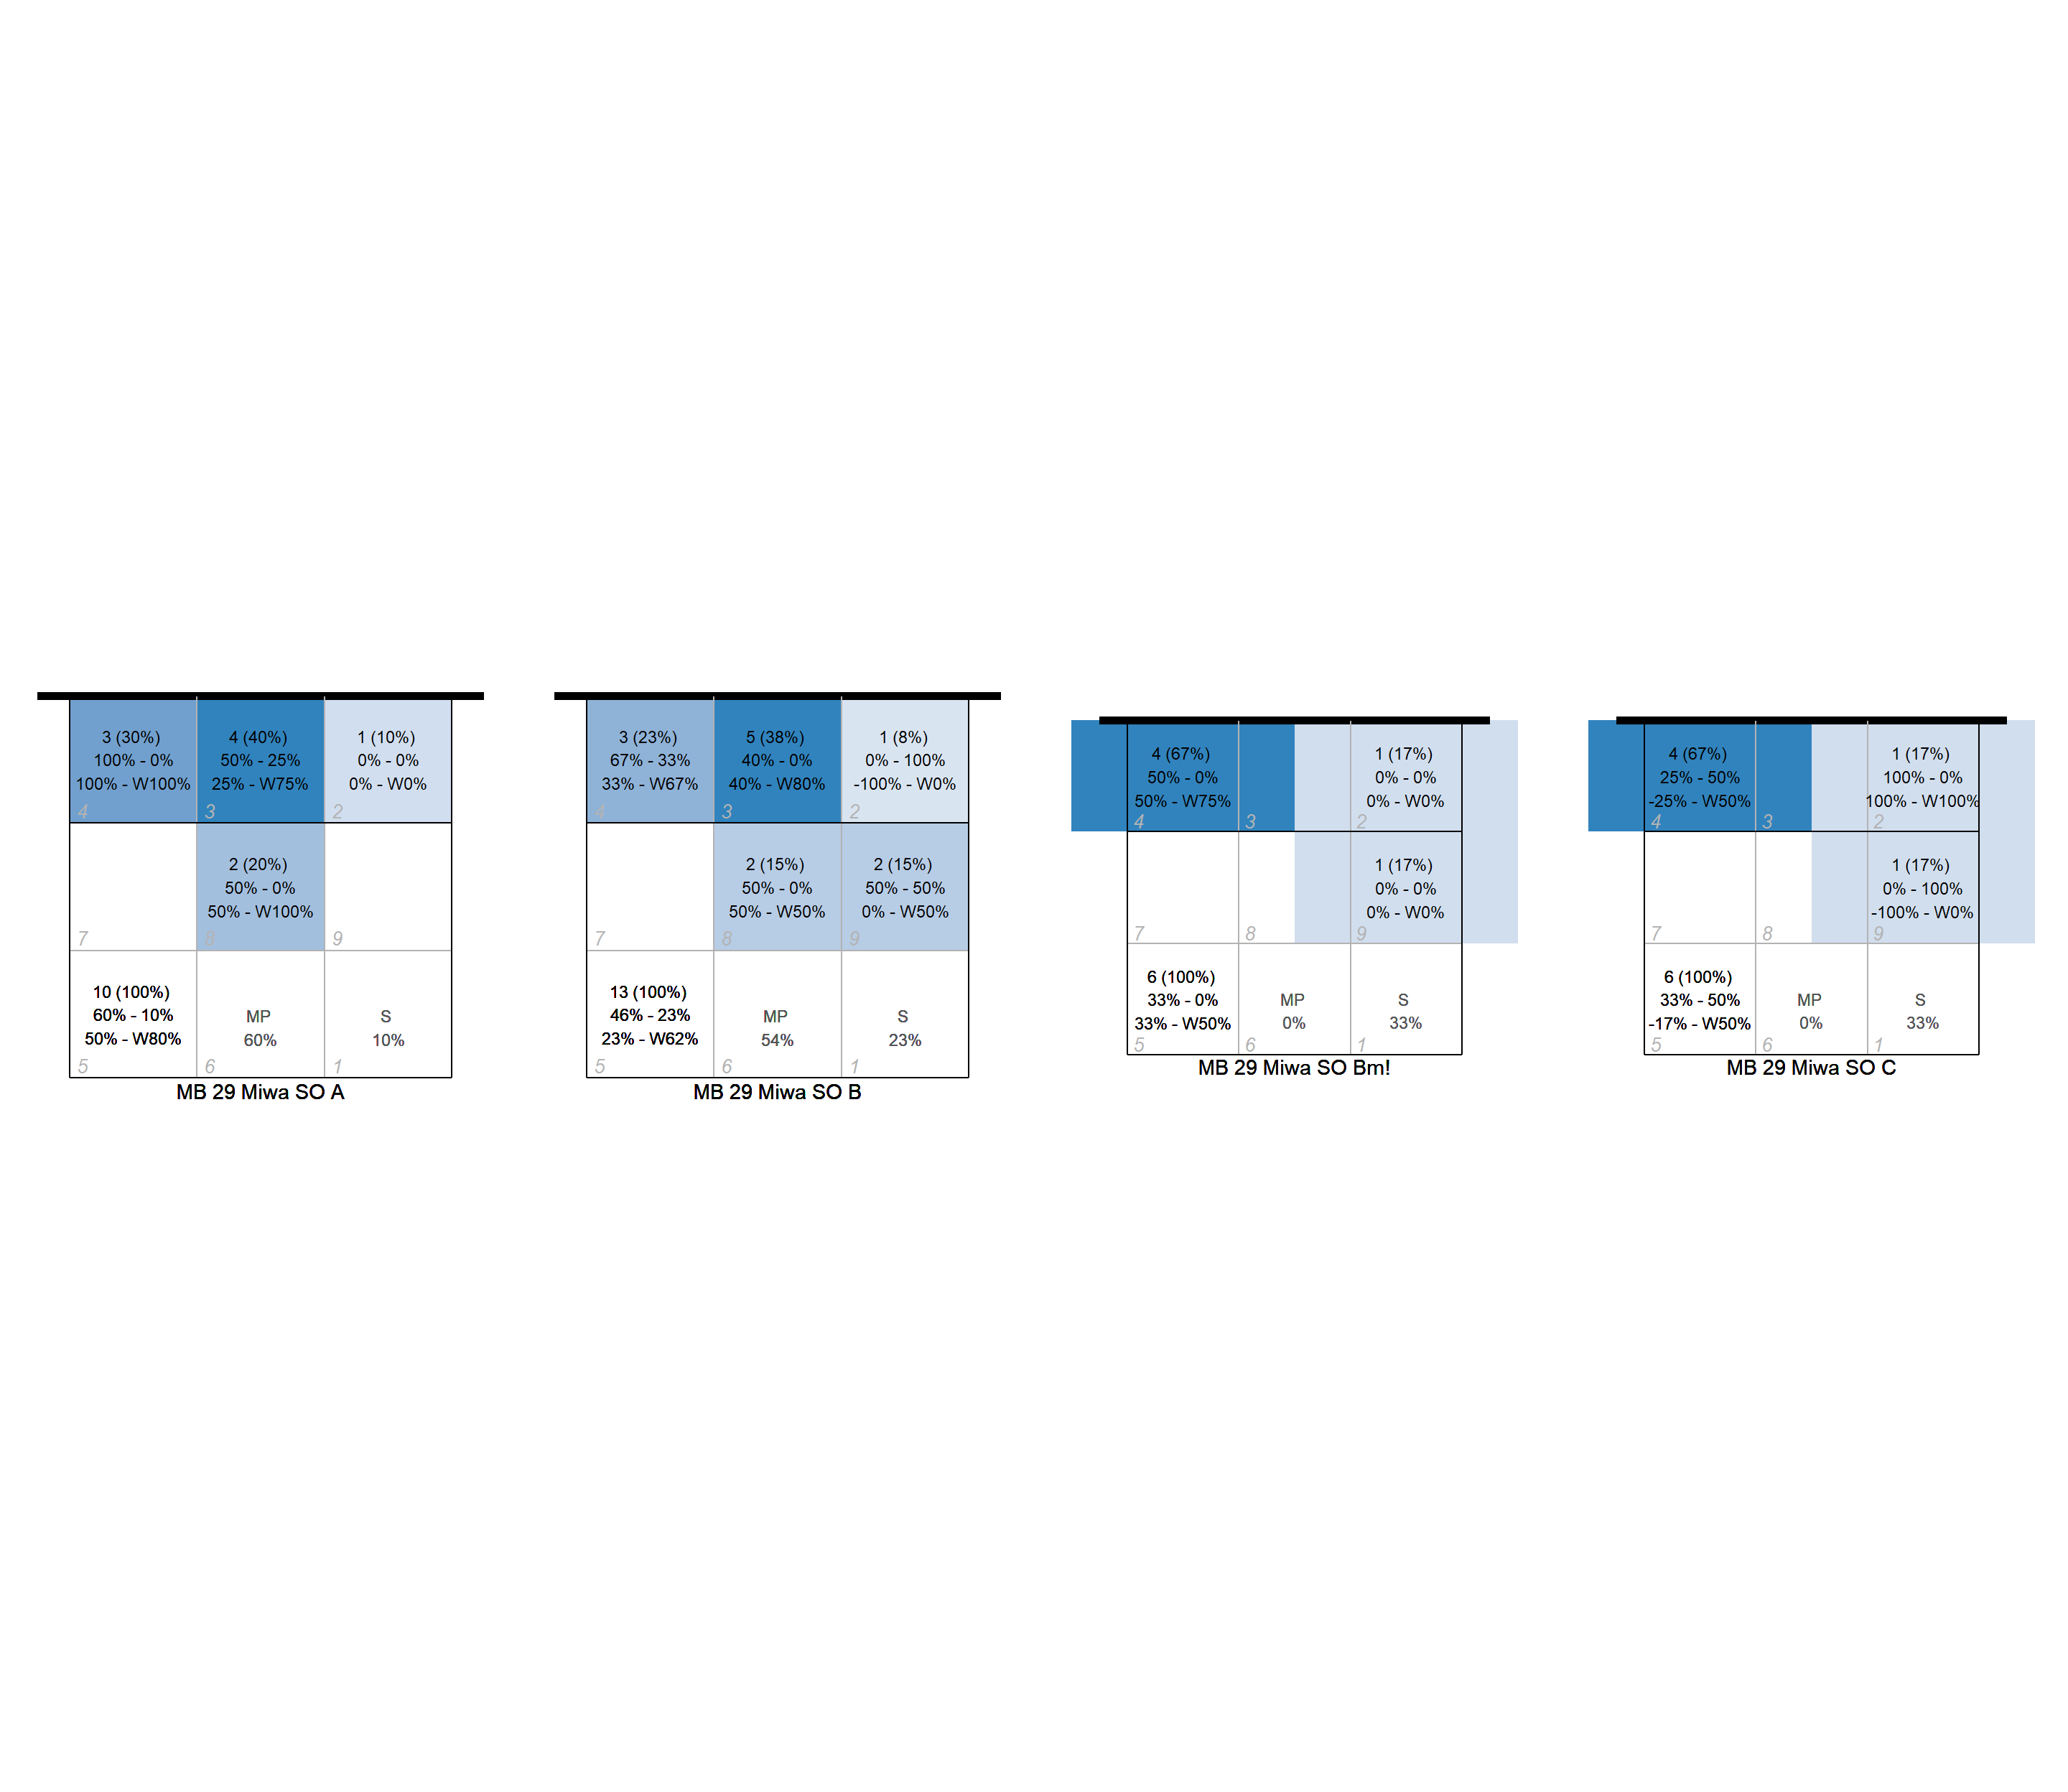 3 (30%)
100% - 0%
100% - W100%
4
4 (40%)
50% - 25%
25% - W75%
3
1 (10%)
0% - 0%
0% - W0%
2
7
2 (20%)
50% - 0%
50% - W100%
8
9
10 (100%)
60% - 10%
50% - W80%
5
MP
60%
6
S
10%
1
MB 29 Miwa SO A
3 (23%)
67% - 33%
33% - W67%
4
5 (38%)
40% - 0%
40% - W80%
3
1 (8%)
0% - 100%
-100% - W0%
2
7
2 (15%)
50% - 0%
50% - W50%
8
2 (15%)
50% - 50%
0% - W50%
9
13 (100%)
46% - 23%
23% - W62%
5
MP
54%
6
S
23%
1
MB 29 Miwa SO B
4 (67%)
50% - 0%
50% - W75%
4
3
1 (17%)
0% - 0%
0% - W0%
2
7
8
1 (17%)
0% - 0%
0% - W0%
9
6 (100%)
33% - 0%
33% - W50%
5
MP
0%
6
S
33%
1
MB 29 Miwa SO Bm!
4 (67%)
25% - 50%
-25% - W50%
4
3
1 (17%)
100% - 0%
100% - W100%
2
7
8
1 (17%)
0% - 100%
-100% - W0%
9
6 (100%)
33% - 50%
-17% - W50%
5
MP
0%
6
S
33%
1
MB 29 Miwa SO C